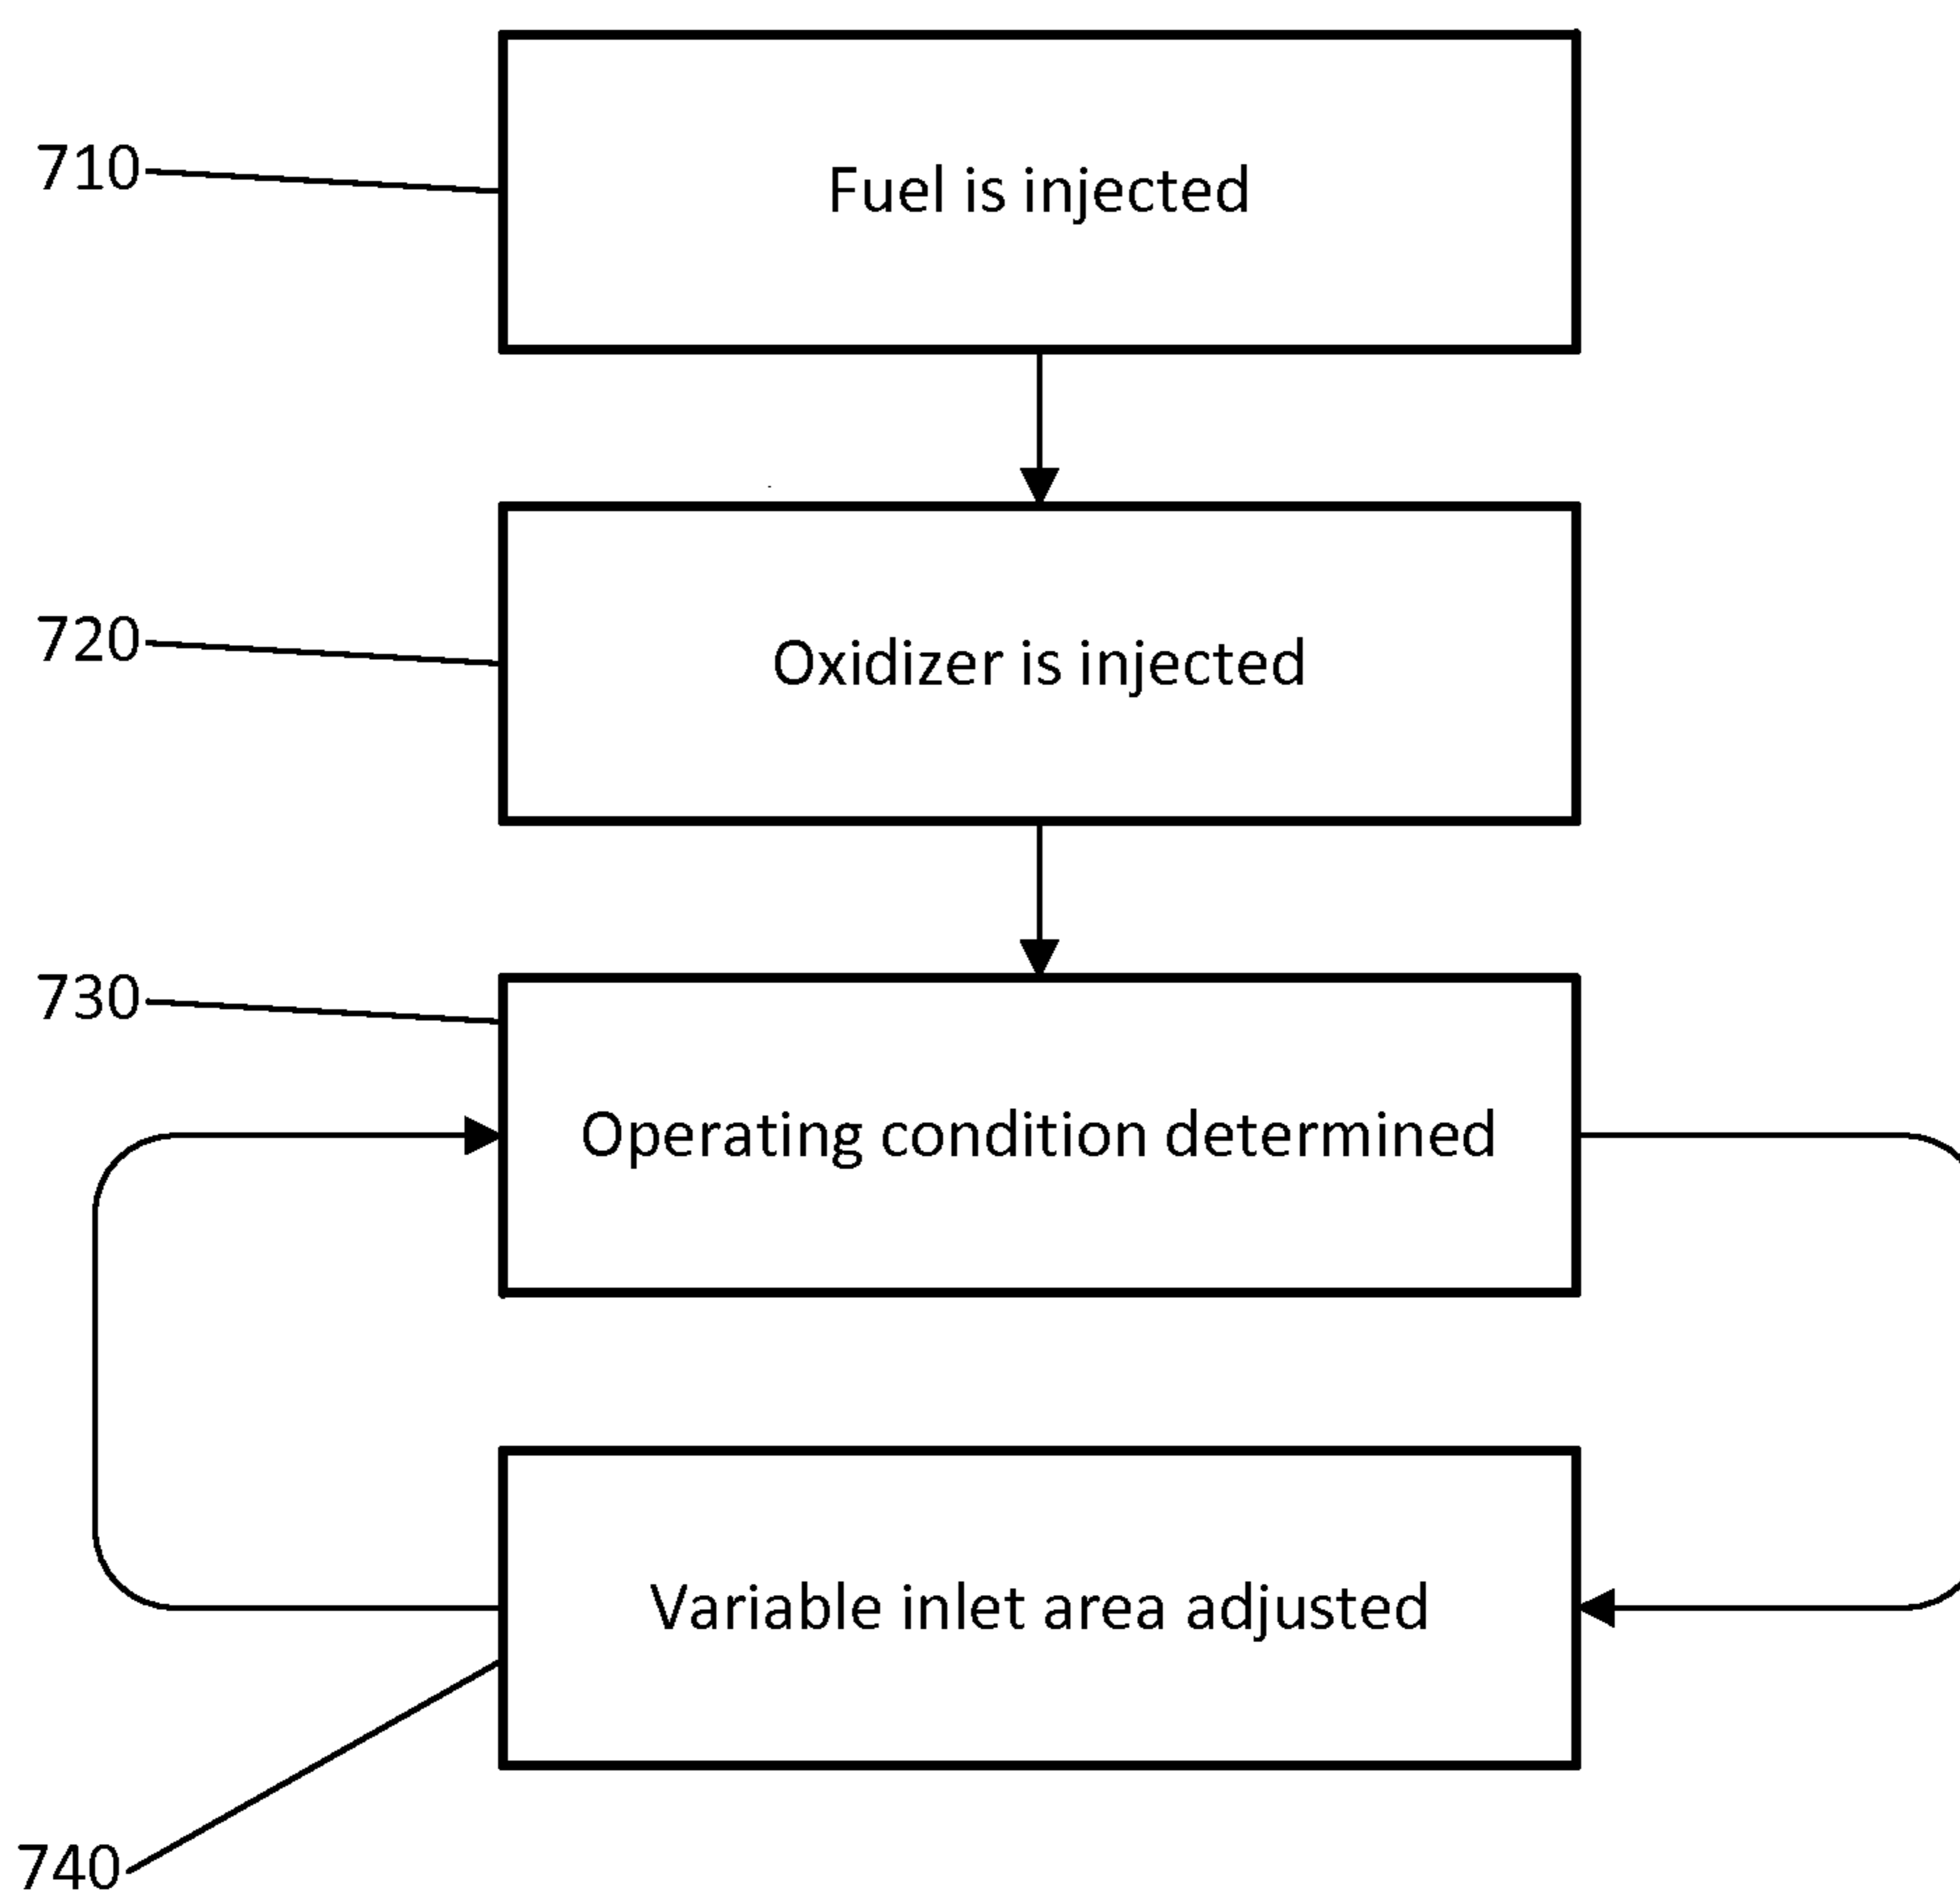 710
Fuel is injected
720
Oxidizer is injected
730
Operating condition determined
Variable inlet area adjusted
740